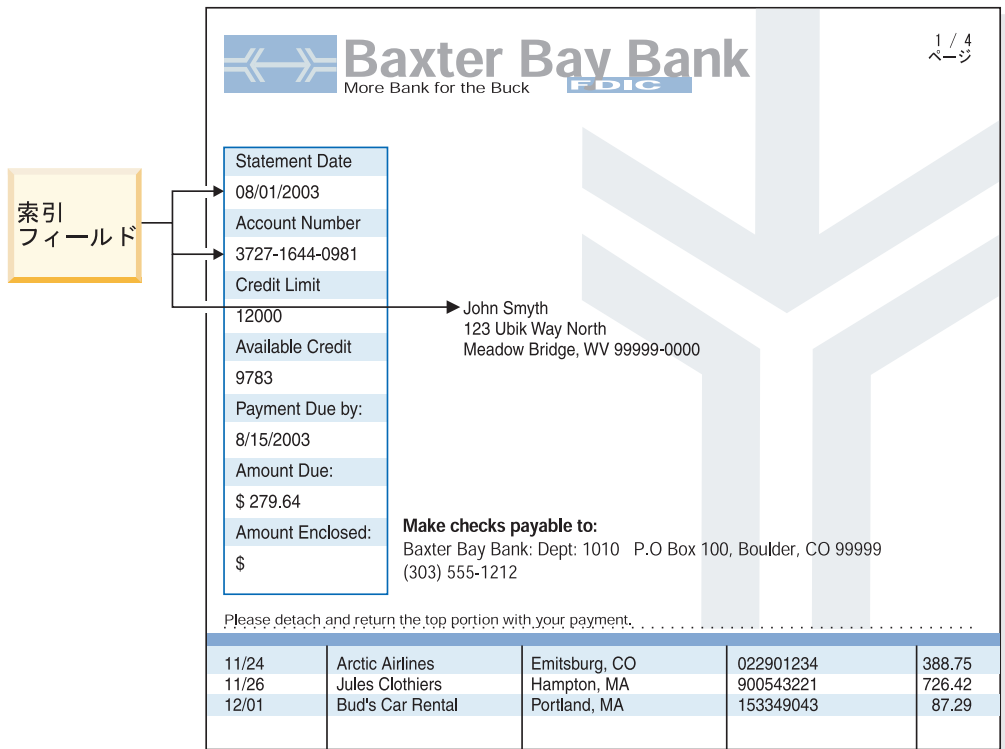 Baxter Bay Bank
More Bank for the Buck
FDIC
1 / 4
ページ
索引
フィールド
Statement Date
08/01/2003
Account Number
3727-1644-0981
Credit Limit
12000
Available Credit
9783
Payment Due by:
8/15/2003
Amount Due:
$ 279.64
Amount Enclosed:
$
John Smyth
123 Ubik Way North
Meadow Bridge, WV 99999-0000
Make checks payable to:
Baxter Bay Bank: Dept: 1010 P.O Box 100, Boulder, CO 99999
(303) 555-1212
Please detach and return the top portion with your payment.
11/24 Arctic Airlines Emitsburg, CO 022901234 388.75
11/26 Jules Clothiers Hampton, MA 900543221 726.42
12/01 Bud's Car Rental Portland, MA 153349043 87.29